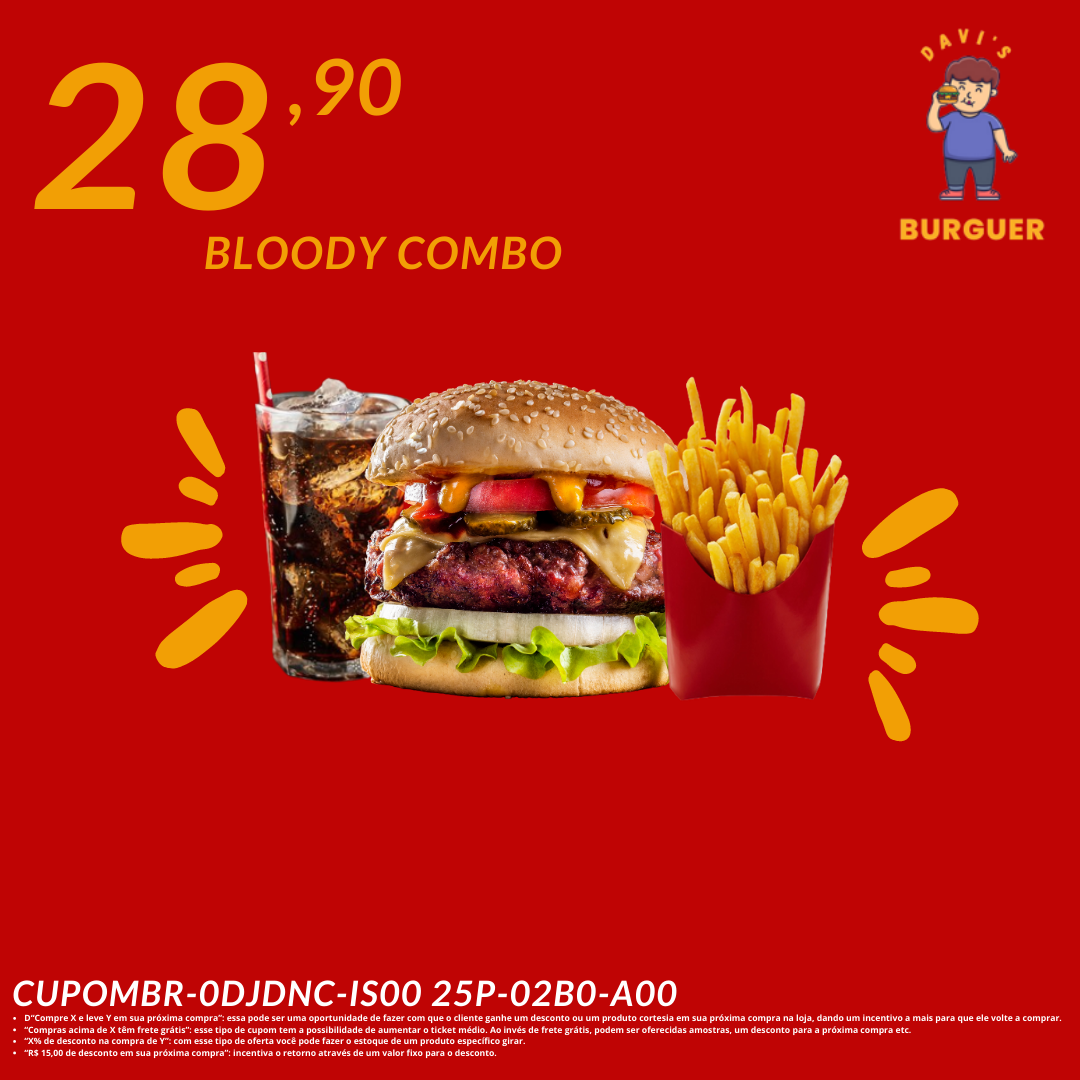 28,90
BLOODY COMBO
DAVI'S
BURGUER
CUPOMBR-0DJDNC-IS00 25P-02B0-A00
• D“Compre X e leve Y em sua próxima compra”: essa pode ser uma oportunidade de fazer com que o cliente ganhe um desconto ou um produto cortesia em sua próxima compra na loja, dando um incentivo a mais para que ele volte a comprar.
• “Compras acima de X têm frete grátis”: esse tipo de cupom tem a possibilidade de aumentar o ticket médio. Ao invés de frete grátis, podem ser oferecidas amostras, um desconto para a próxima compra etc.
• “X% de desconto na compra de Y”: com esse tipo de oferta você pode fazer o estoque de um produto específico girar.
• “R$ 15,00 de desconto em sua próxima compra”: incentiva o retorno através de um valor fixo para o desconto.